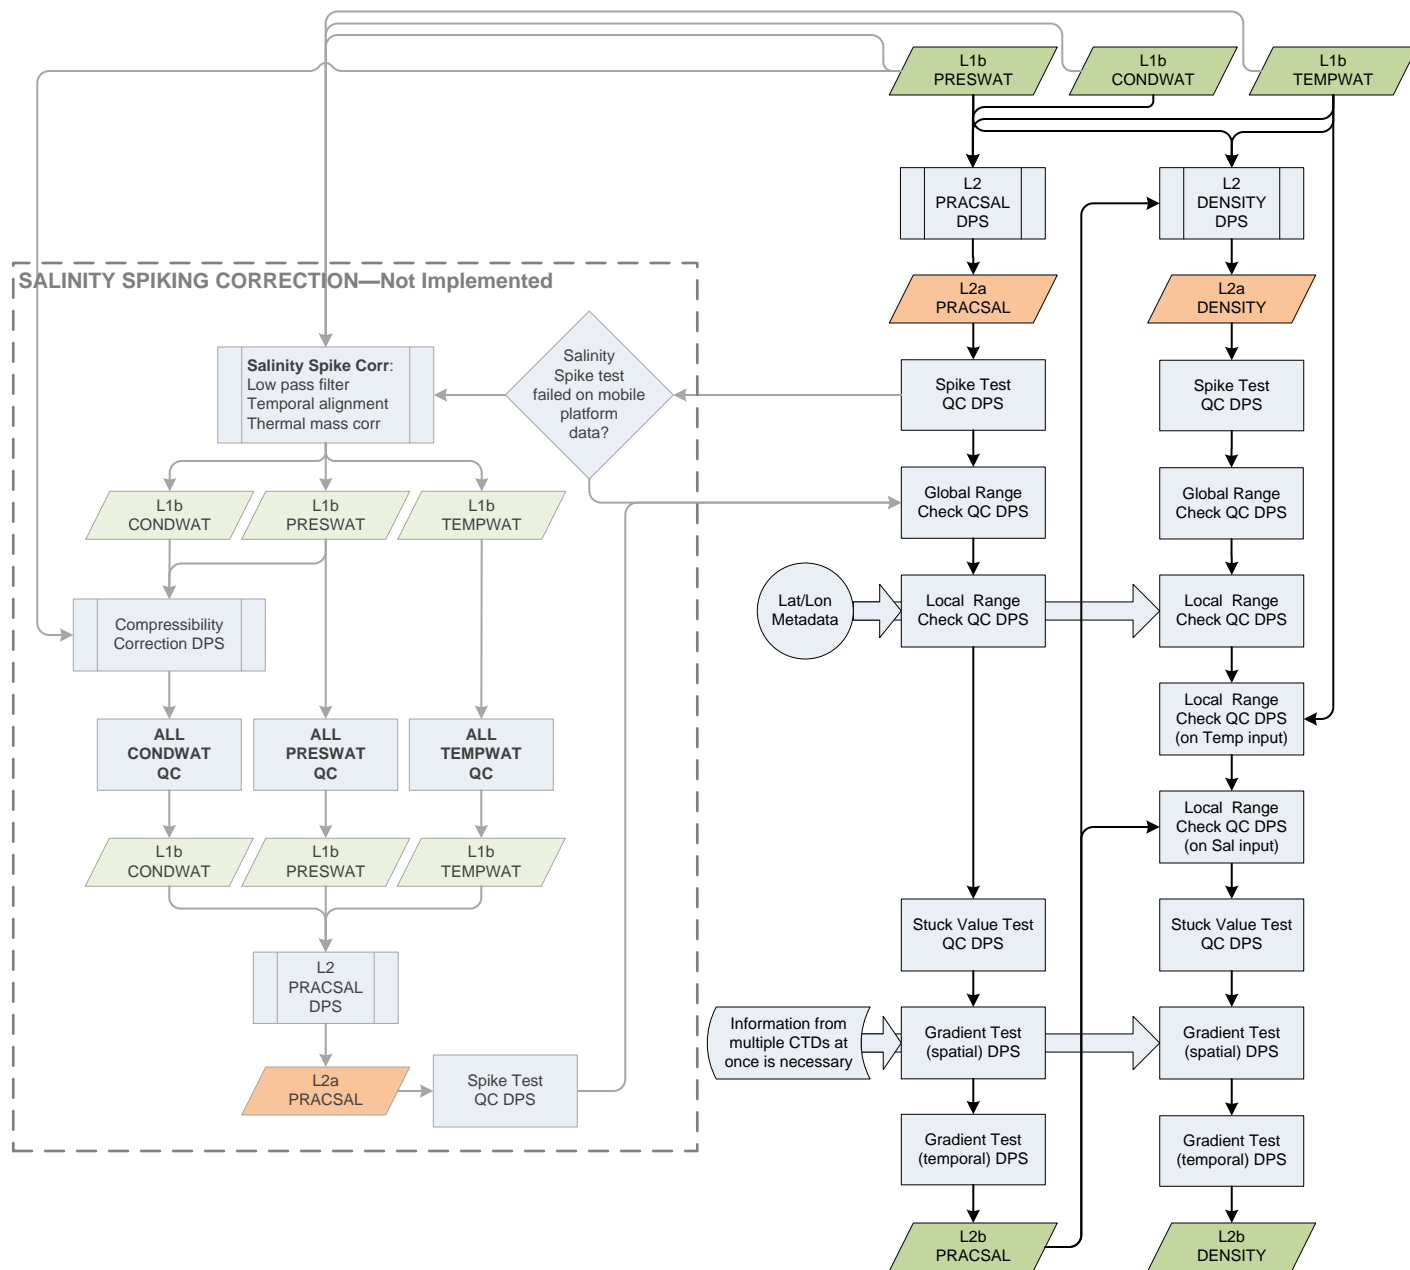 L1b
PRESWAT
L1b
CONDWAT
L1b
TEMPWAT
L2
PRACSAL
DPS
L2
DENSITY
DPS
L2a
PRACSAL
L2a
DENSITY
SALINITY SPIKING CORRECTION—Not Implemented
Salinity Spike Corr:
Low pass filter
Temporal alignment
Thermal mass corr
Salinity
Spike test
failed on mobile
platform
data?
Spike Test
QC DPS
Spike Test
QC DPS
L1b
CONDWAT
L1b
PRESWAT
L1b
TEMPWAT
Global Range
Check QC DPS
Global Range
Check QC DPS
Compressibility
Correction DPS
Lat/Lon
Metadata
Local Range
Check QC DPS
Local Range
Check QC DPS
ALL
CONDWAT
QC
ALL
PRESWAT
QC
ALL
TEMPWAT
QC
Local Range
Check QC DPS
(on Temp input)
L1b
CONDWAT
L1b
PRESWAT
L1b
TEMPWAT
Local Range
Check QC DPS
(on Sal input)
L2
PRACSAL
DPS
Stuck Value Test
QC DPS
Stuck Value Test
QC DPS
Information from
multiple CTDs at
once is necessary
Gradient Test
(spatial) DPS
Gradient Test
(spatial) DPS
L2a
PRACSAL
Spike Test
QC DPS
Gradient Test
(temporal) DPS
Gradient Test
(temporal) DPS
L2b
PRACSAL
L2b
DENSITY